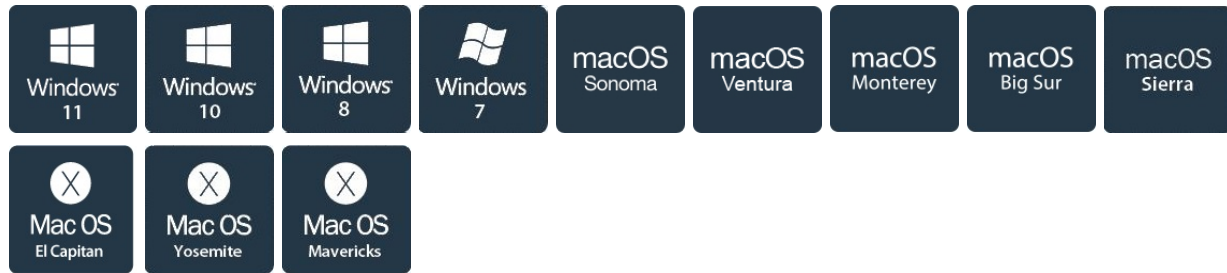 Windows
11
Windows
10
Windows
8
Windows
7
macOS
Sonoma
macOS
Ventura
macOS
Monterey
macOS
Big Sur
macOS
Sierra
X
Mac OS
El Capitan
X
Mac OS
Yosemite
X
Mac OS
Mavericks